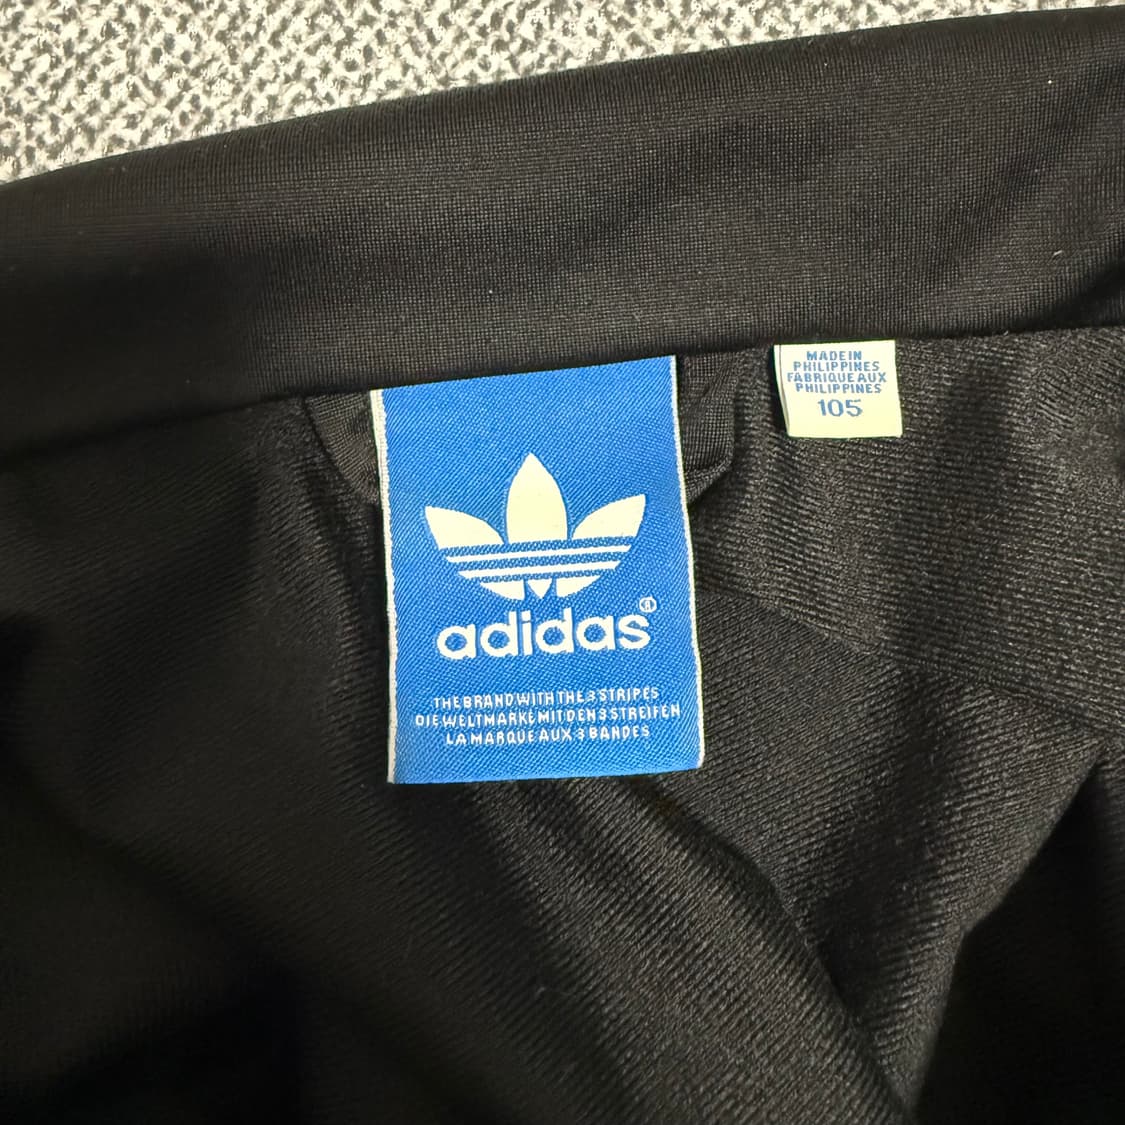 MADE IN
PHILIPPINES
FABRIQUE AUX
PHILIPPINES
105
adidas®
THE BRAND WITH THE 3 STRIPES
DIE WELTMARKE MIT DEN 3 STREIFEN
LA MARQUE AUX 3 BANDES